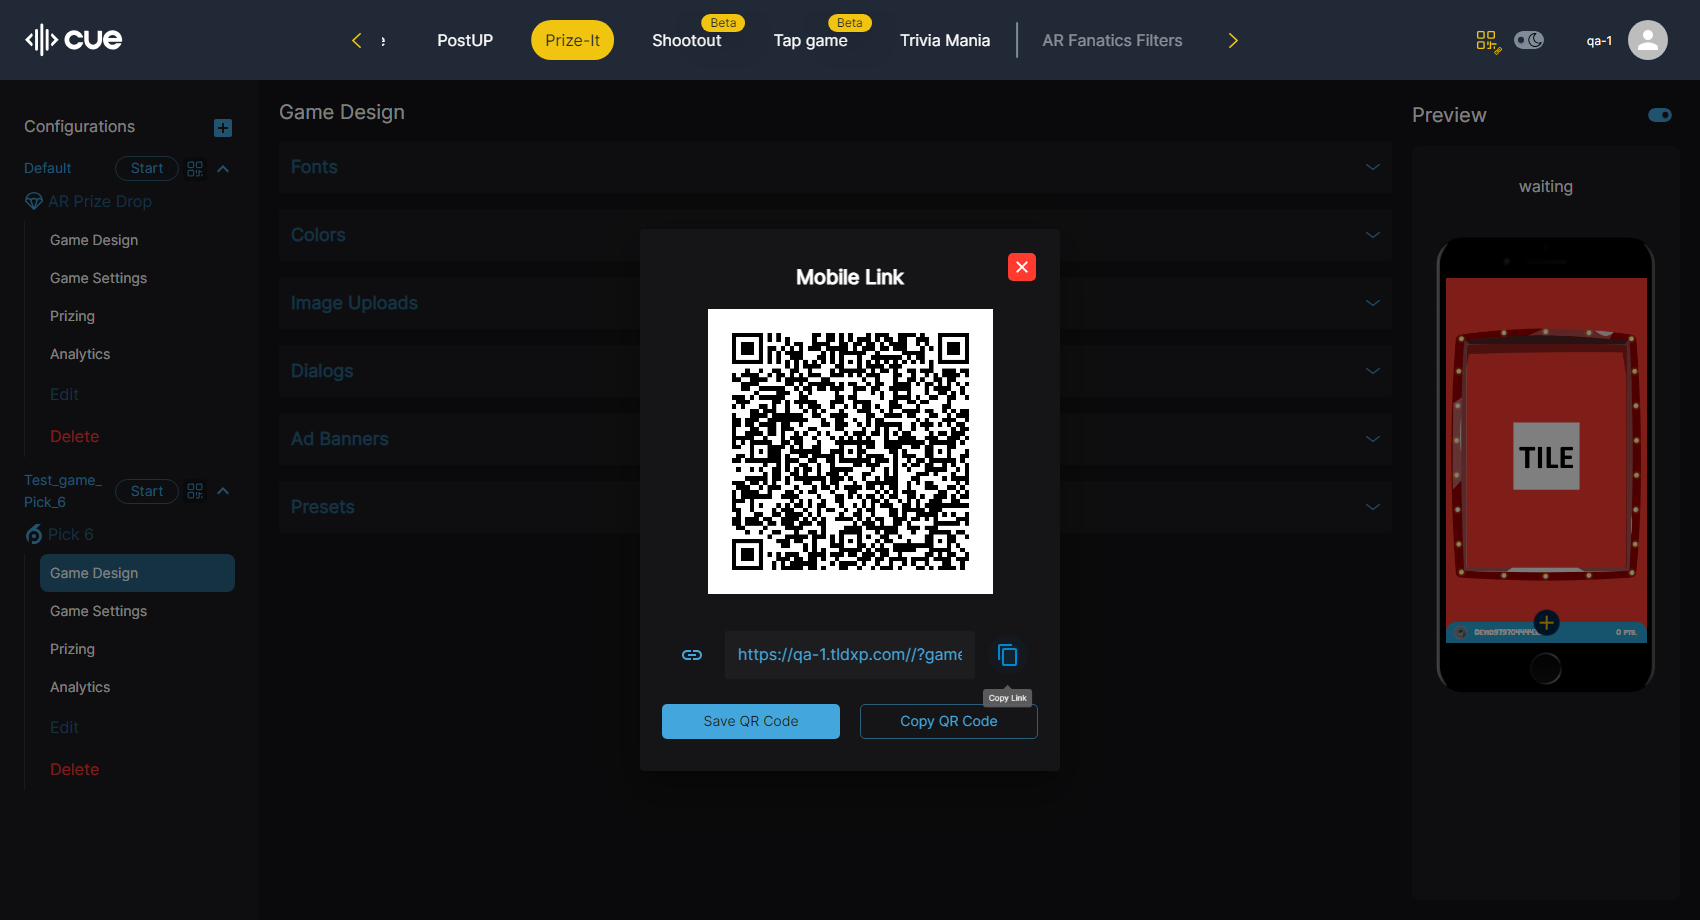 cue
PostUP
Prize-It
Beta
Shootout
Beta
Tap game
Trivia Mania
AR Fanatics Filters
qa-1
Configurations
Default
Start
AR Prize Drop
Game Design
Game Settings
Prizing
Analytics
Edit
Delete
Test_game_
Pick_6
Start
Pick 6
Game Design
Game Settings
Prizing
Analytics
Edit
Delete
Game Design
Fonts
Colors
Image Uploads
Dialogs
Ad Banners
Presets
Mobile Link
https://qa-1.tldxp.com//?game
Copy Link
Save QR Code
Copy QR Code
Preview
waiting
TILE
0 PTS.